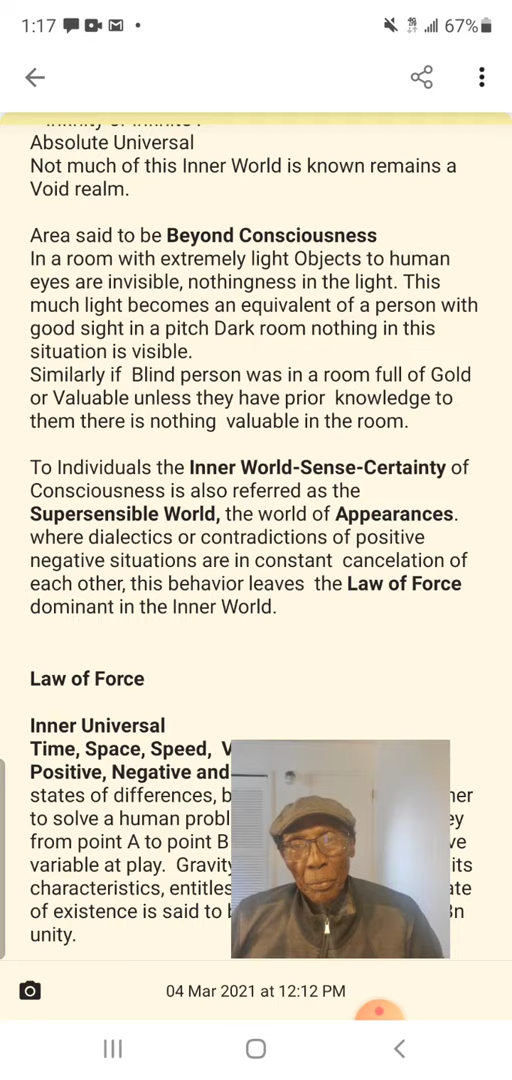 1:17
67%
Absolute Universal
Not much of this Inner World is known remains a
Void realm.
Area said to be Beyond Consciousness
In a room with extremely light Objects to human
eyes are invisible, nothingness in the light. This
much light becomes an equivalent of a person with
good sight in a pitch Dark room nothing in this
situation is visible.
Similarly if Blind person was in a room full of Gold
or Valuable unless they have prior knowledge to
them there is nothing valuable in the room.
To Individuals the Inner World-Sense-Certainty of
Consciousness is also referred as the
Supersensible World, the world of Appearances.
where dialectics or contradictions of positive
negative situations are in constant cancelation of
each other, this behavior leaves the Law of Force
dominant in the Inner World.
Law of Force
Inner Universal
Time, Space, Speed,
Positive, Negative and
states of differences,
to solve a human
from point A to point B
variable at play. its
characteristics, entitles
of existence is said to
unity.
04 Mar 2021 at 12:12 PM